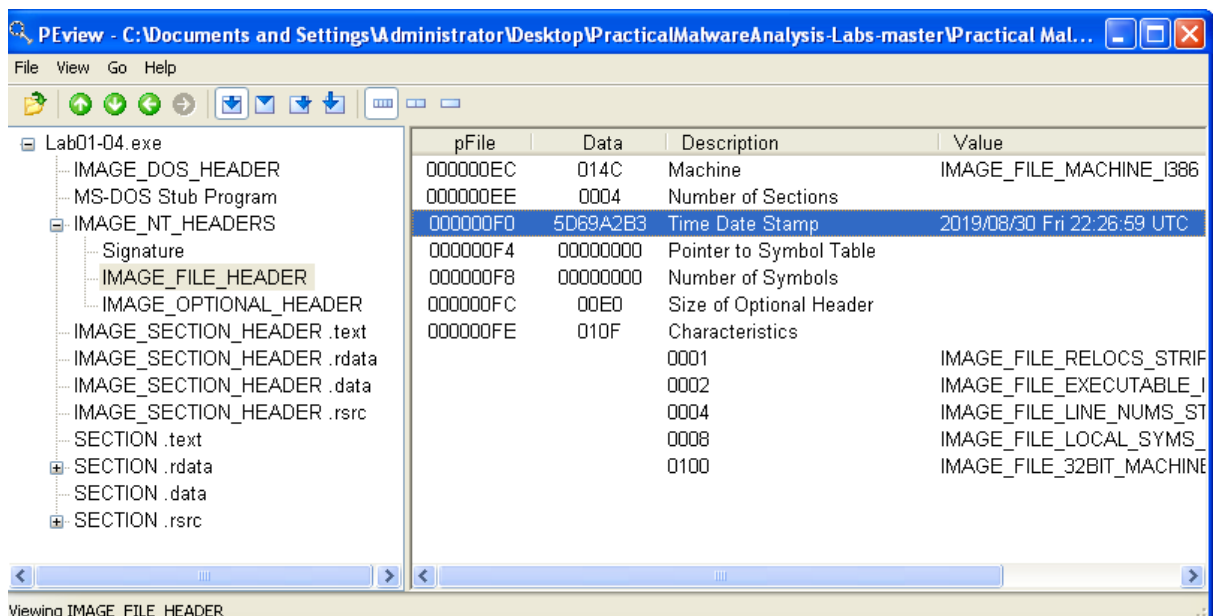 PEview - C:\Documents and Settings\Administrator\Desktop\PracticalMalwareAnalysis-Labs-master\Practical Mal...
File View Go Help
Lab01-04.exe
IMAGE_DOS_HEADER
MS-DOS Stub Program
IMAGE_NT_HEADERS
Signature
IMAGE_FILE_HEADER
IMAGE_OPTIONAL_HEADER
IMAGE_SECTION_HEADER .text
IMAGE_SECTION_HEADER .rdata
IMAGE_SECTION_HEADER .data
IMAGE_SECTION_HEADER .rsrc
SECTION .text
SECTION .rdata
SECTION .data
SECTION .rsrc
pFile Data Description Value
000000EC 014C Machine IMAGE_FILE_MACHINE_I386
000000EE 0004 Number of Sections
000000F0 5D69A2B3 Time Date Stamp 2019/08/30 Fri 22:26:59 UTC
000000F4 00000000 Pointer to Symbol Table
000000F8 00000000 Number of Symbols
000000FC 00E0 Size of Optional Header
000000FE 010F Characteristics
0001 IMAGE_FILE_RELOCS_STRIP
0002 IMAGE_FILE_EXECUTABLE_I
0004 IMAGE_FILE_LINE_NUMS_ST
0008 IMAGE_FILE_LOCAL_SYMS_
0100 IMAGE_FILE_32BIT_MACHINE
Viewing IMAGE_FILE_HEADER